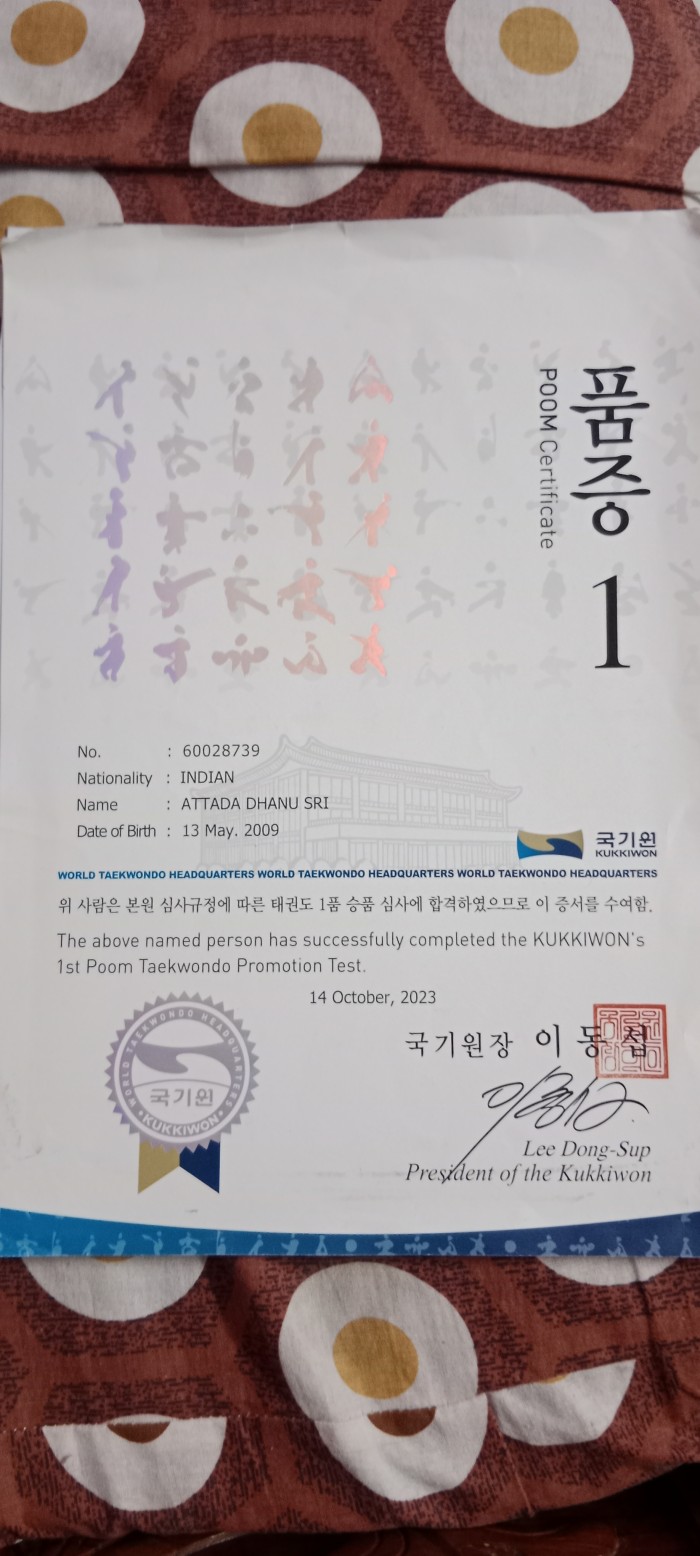 품증 1
POOM Certificate
No. : 60028739
Nationality : INDIAN
Name : ATTADA DHANU SRI
Date of Birth : 13 May. 2009
국기원
KUKKIWON
WORLD TAEKWONDO HEADQUARTERS WORLD TAEKWONDO HEADQUARTERS WORLD TAEKWONDO HEADQUARTERS
위 사람은 본원 심사규정에 따른 태권도 1품 승품 심사에 합격하였으므로 이 증서를 수여함.
The above named person has successfully completed the KUKKIWON's
1st Poom Taekwondo Promotion Test.
14 October, 2023
WORLD TAEKWONDO HEADQUARTERS
국기원
KUKKIWON
국기원장 이동섭
Lee Dong-Sup
President of the Kukkiwon